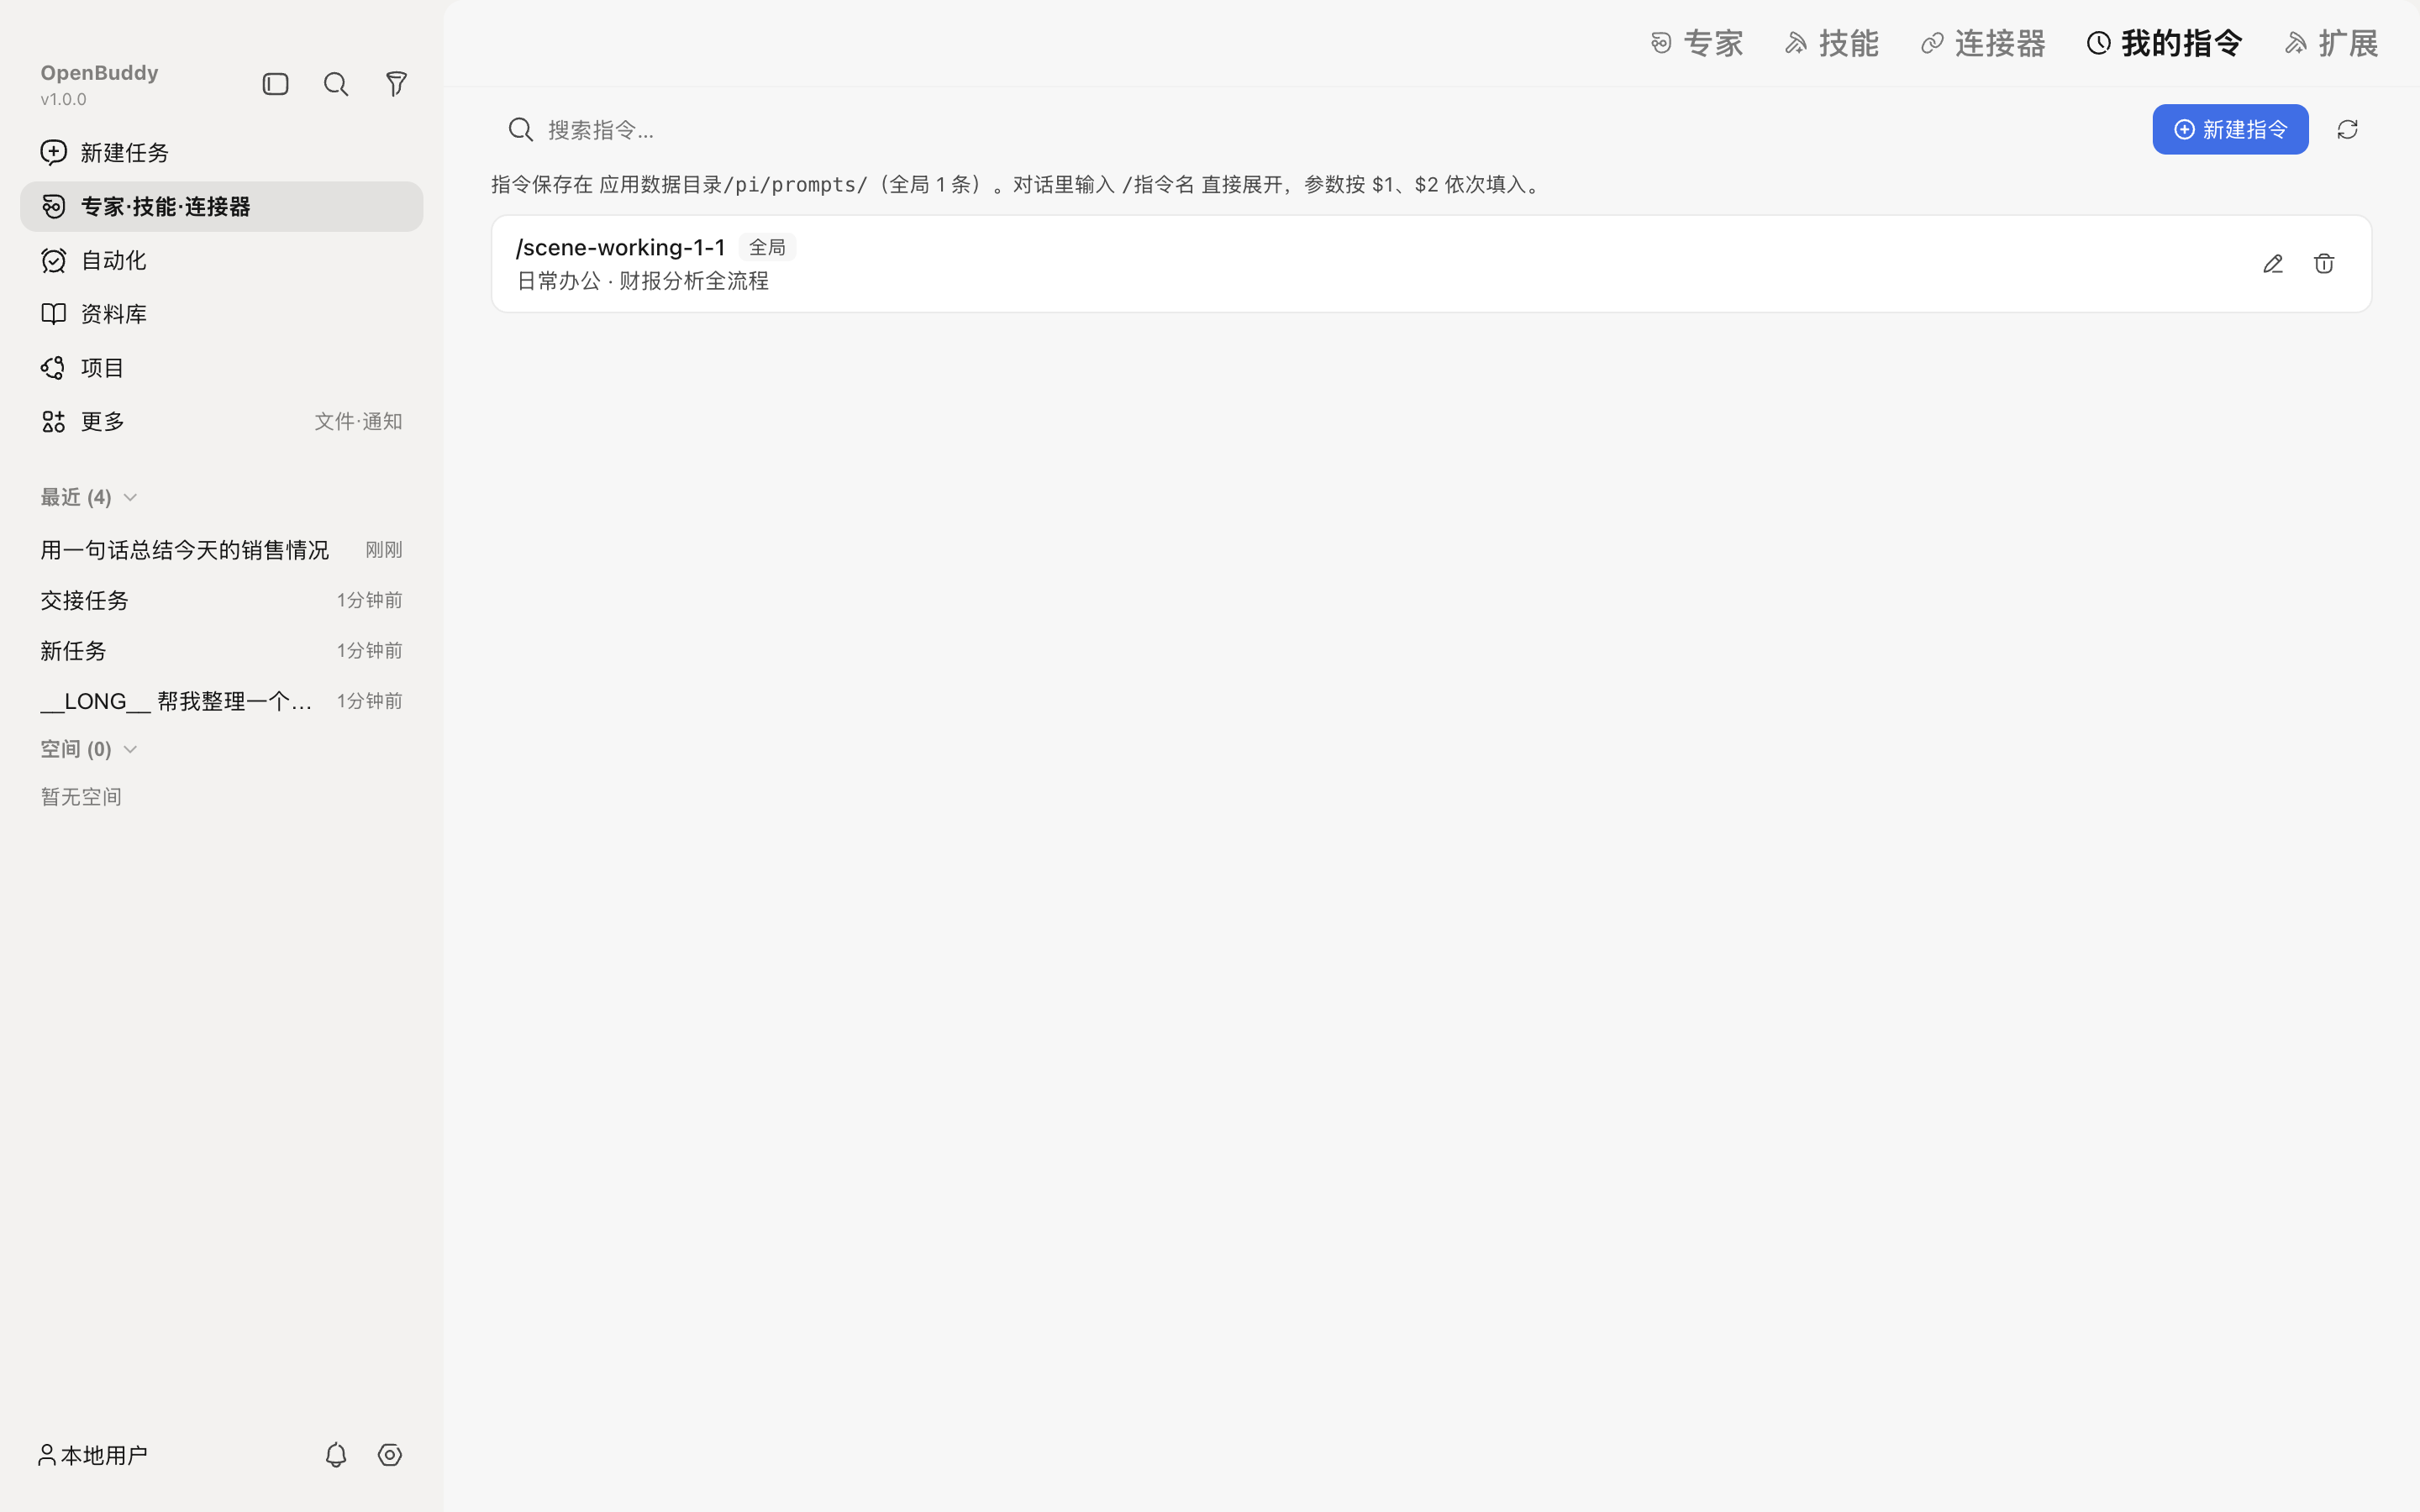 OpenBuddy
v1.0.0
新建任务
专家·技能·连接器
自动化
资料库
项目
更多 文件·通知
最近 (4)
用一句话总结今天的销售情况 刚刚
交接任务 1分钟前
新任务 1分钟前
__LONG__ 帮我整理一个... 1分钟前
空间 (0)
暂无空间
本地用户
专家 技能 连接器 我的指令 扩展
搜索指令... 新建指令
指令保存在 应用数据目录/pi/prompts/（全局 1 条）。对话里输入 /指令名 直接展开，参数按 $1、$2 依次填入。
/scene-working-1-1 全局
日常办公 · 财报分析全流程